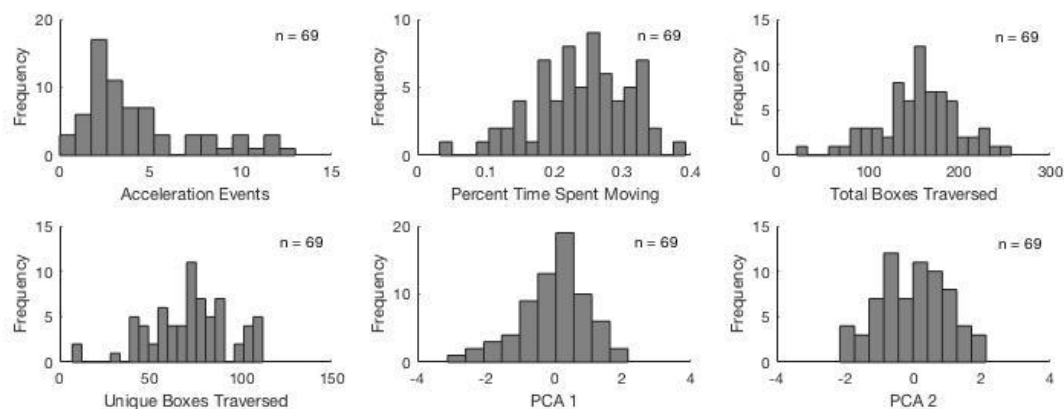 20
10
0
0
5
10
15
Frequency
Acceleration Events
n = 69
10
5
0
0
0.1
0.2
0.3
0.4
Frequency
Percent Time Spent Moving
n = 69
15
10
5
0
0
100
200
300
Frequency
Total Boxes Traversed
n = 69
15
10
5
0
0
50
100
150
Frequency
Unique Boxes Traversed
n = 69
20
10
0
-4
-2
0
2
4
Frequency
PCA 1
n = 69
15
10
5
0
-4
-2
0
2
4
Frequency
PCA 2
n = 69